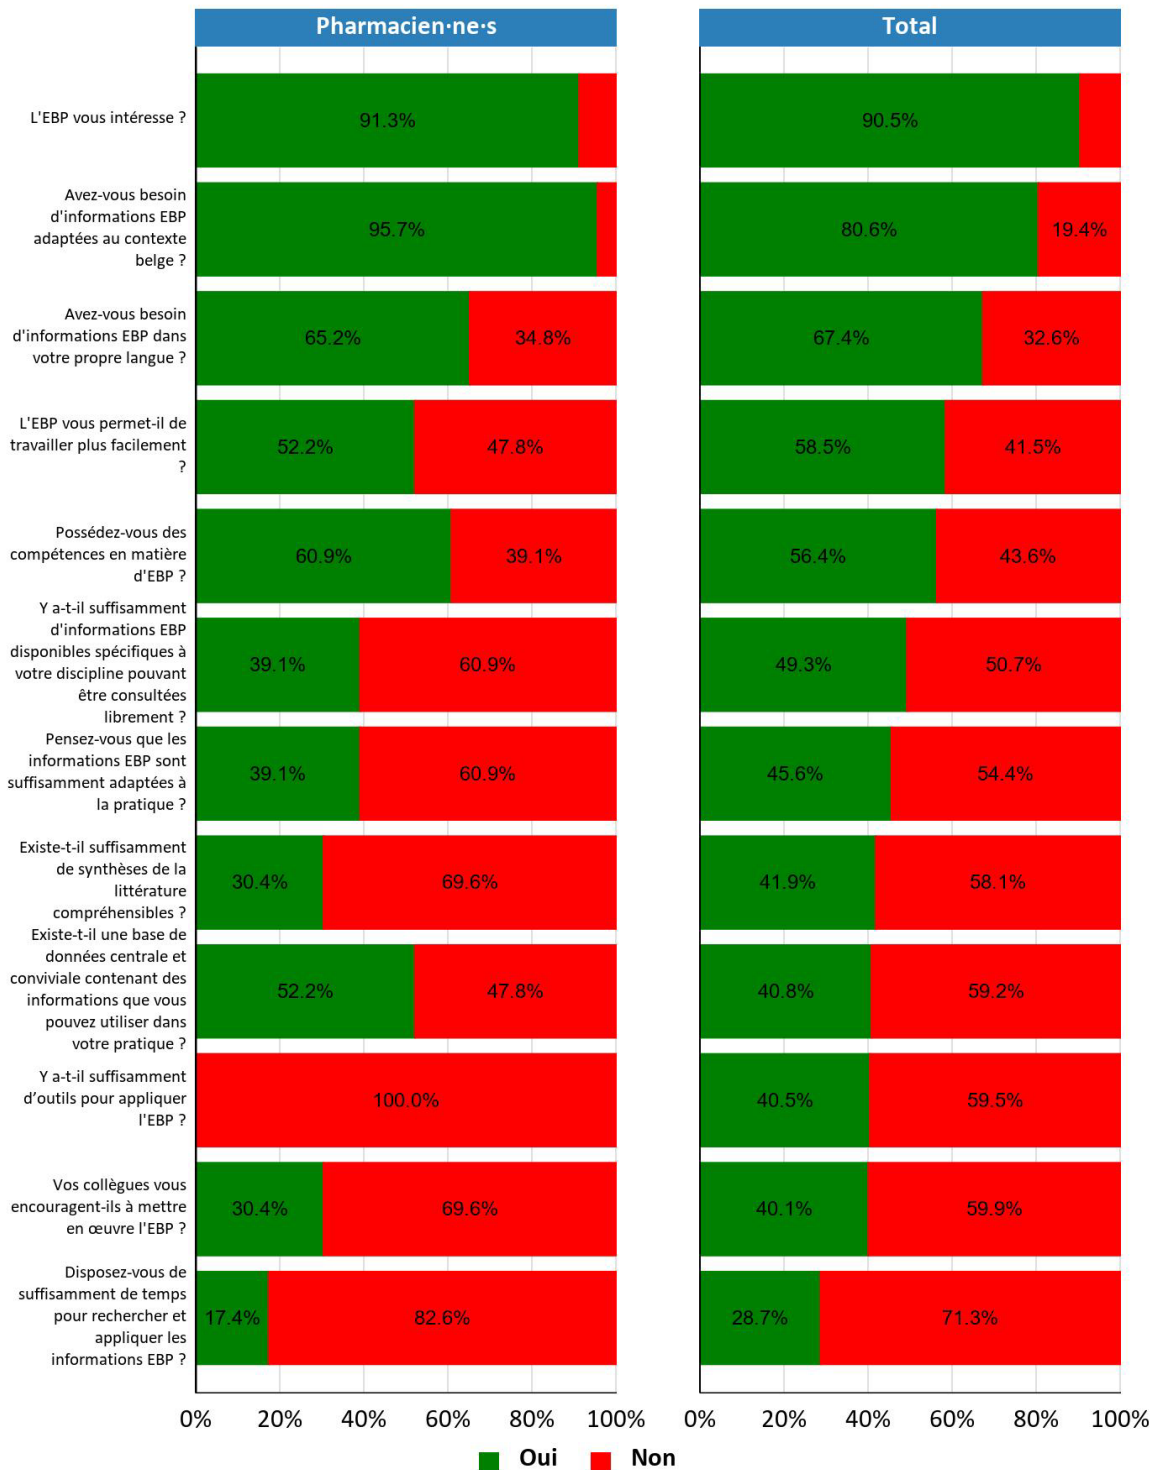 Pharmacien·ne·s
Total
L'EBP vous intéresse ?
91.3%
90.5%
Avez-vous besoin
d'informations EBP
adaptées au contexte
belge ?
95.7%
80.6%
19.4%
Avez-vous besoin
d'informations EBP dans
votre propre langue ?
65.2%
34.8%
67.4%
32.6%
L'EBP vous permet-il de
travailler plus facilement
?
52.2%
47.8%
58.5%
41.5%
Possédez-vous des
compétences en matière
d'EBP ?
60.9%
39.1%
56.4%
43.6%
Y a-t-il suffisamment
d'informations EBP
disponibles spécifiques à
votre discipline pouvant
être consultées
librement ?
39.1%
60.9%
49.3%
50.7%
Pensez-vous que les
informations EBP sont
suffisamment adaptées à
la pratique ?
39.1%
60.9%
45.6%
54.4%
Existe-t-il suffisamment
de synthèses de la
littérature
compréhensibles ?
30.4%
69.6%
41.9%
58.1%
Existe-t-il une base de
données centrale et
conviviale contenant des
informations que vous
pouvez utiliser dans
votre pratique ?
52.2%
47.8%
40.8%
59.2%
Y a-t-il suffisamment
d’outils pour appliquer
l'EBP ?
100.0%
40.5%
59.5%
Vos collègues vous
encouragent-ils à mettre
en œuvre l'EBP ?
30.4%
69.6%
40.1%
59.9%
Disposez-vous de
suffisamment de temps
pour rechercher et
appliquer les
informations EBP ?
17.4%
82.6%
28.7%
71.3%
0% 20% 40% 60% 80% 100%
0% 20% 40% 60% 80% 100%
Oui Non